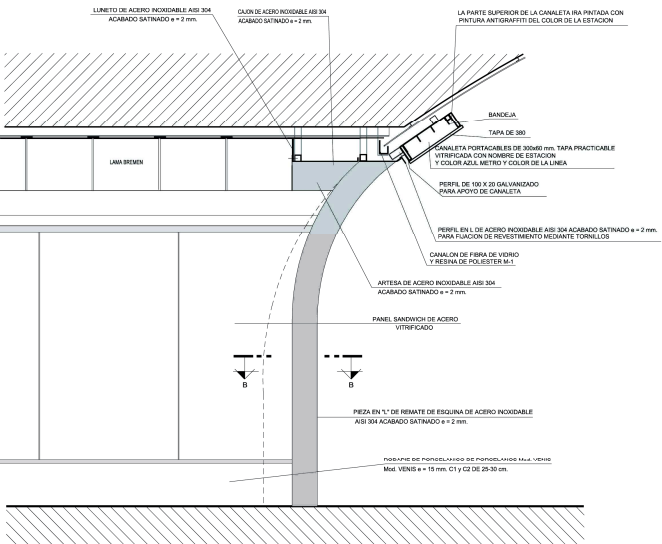 LUNETO DE ACERO INOXIDABLE AISI 304
ACABADO SATINADO e = 2 mm.
CAJON DE ACERO INOXIDABLE AISI 304
ACABADO SATINADO e = 2 mm.
LA PARTE SUPERIOR DE LA CANALETA IRA PINTADA CON
PINTURA ANTIGRAFFITI DEL COLOR DE LA ESTACION
BANDEJA
TAPA DE 380
CANALETA PORTACABLES DE 300x60 mm. TAPA PRACTICABLE
VITRIFICADA CON NOMBRE DE ESTACION
Y COLOR AZUL METRO Y COLOR DE LA LINEA
LAMA BREMEN
PERFIL DE 100 X 20 GALVANIZADO
PARA APOYO DE CANALETA
PERFIL EN L DE ACERO INOXIDABLE AISI 304 ACABADO SATINADO e = 2 mm.
PARA FIJACION DE REVESTIMIENTO MEDIANTE TORNILLOS
CANALON DE FIBRA DE VIDRIO
Y RESINA DE POLIESTER M-1
ARTESA DE ACERO INOXIDABLE AISI 304
ACABADO SATINADO e = 2 mm.
PANEL SANDWICH DE ACERO
VITRIFICADO
B
B
PIEZA EN "L" DE REMATE DE ESQUINA DE ACERO INOXIDABLE
AISI 304 ACABADO SATINADO e = 2 mm.
RODAPIE DE PORCELANICO DE PORCELANOS Mod. VENIS
Mod. VENIS e = 15 mm. C1 y C2 DE 25-30 cm.